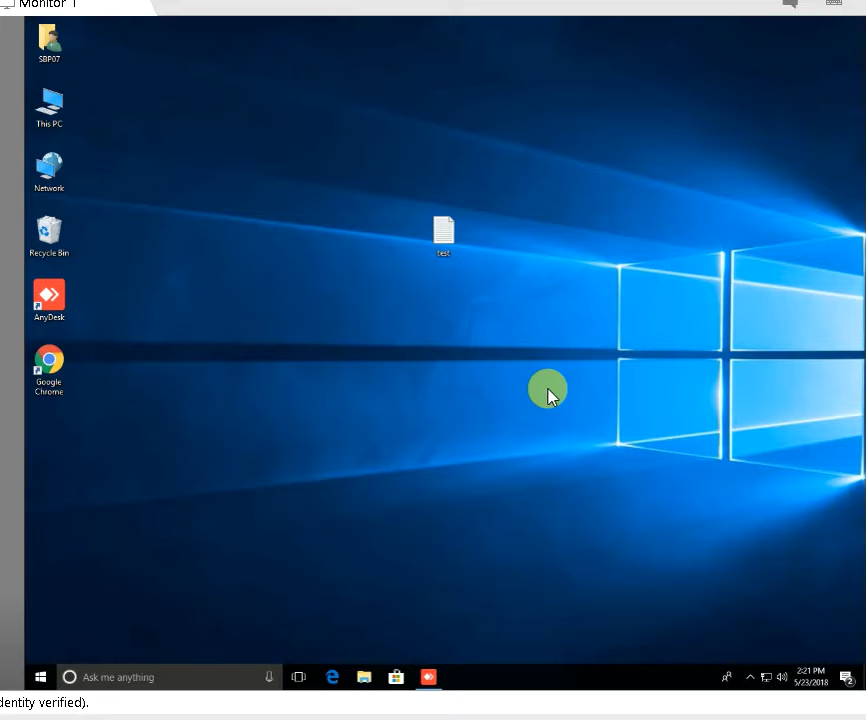 Monitor 1
SBP07
This PC
Network
test
Recycle Bin
AnyDesk
Google
Chrome
Ask me anything
2:21 PM
5/23/2018
2
dentity verified).